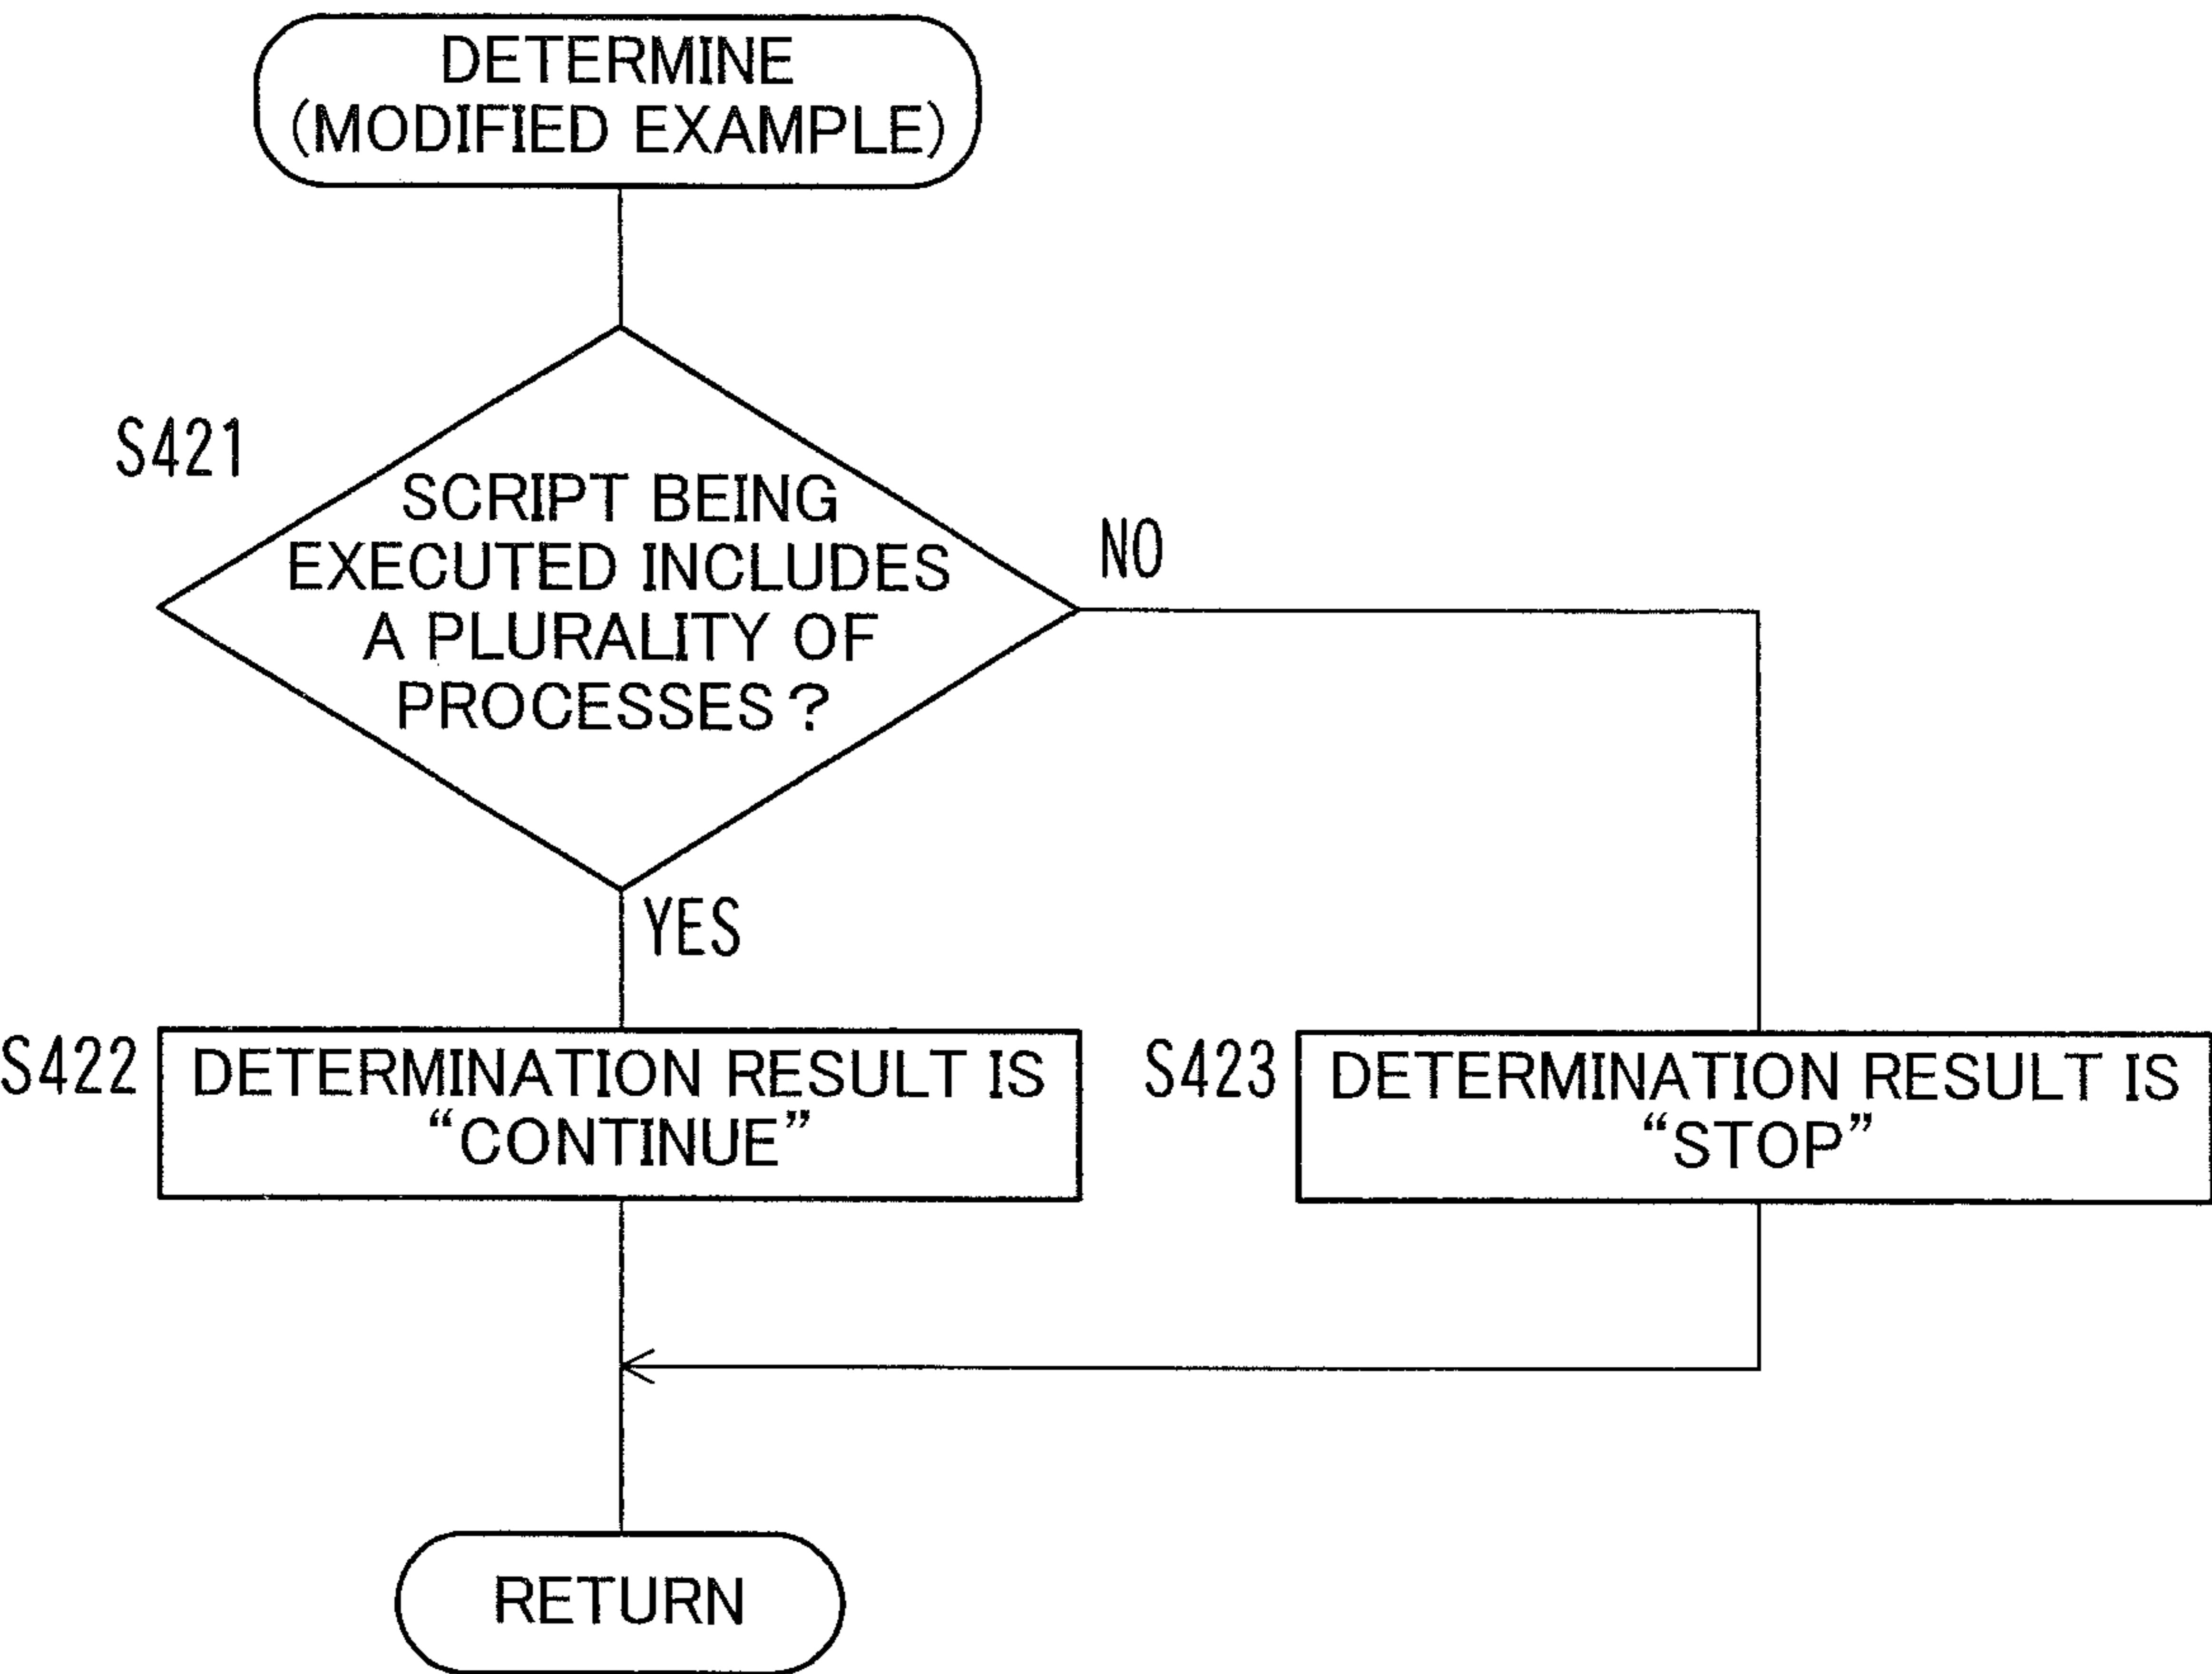 DETERMINE
(MODIFIED EXAMPLE)
S421
SCRIPT BEING
EXECUTED INCLUDES
A PLURALITY OF
PROCESSES ?
NO
YES
S422
DETERMINATION RESULT IS
“CONTINUE”
S423
DETERMINATION RESULT IS
“STOP”
RETURN